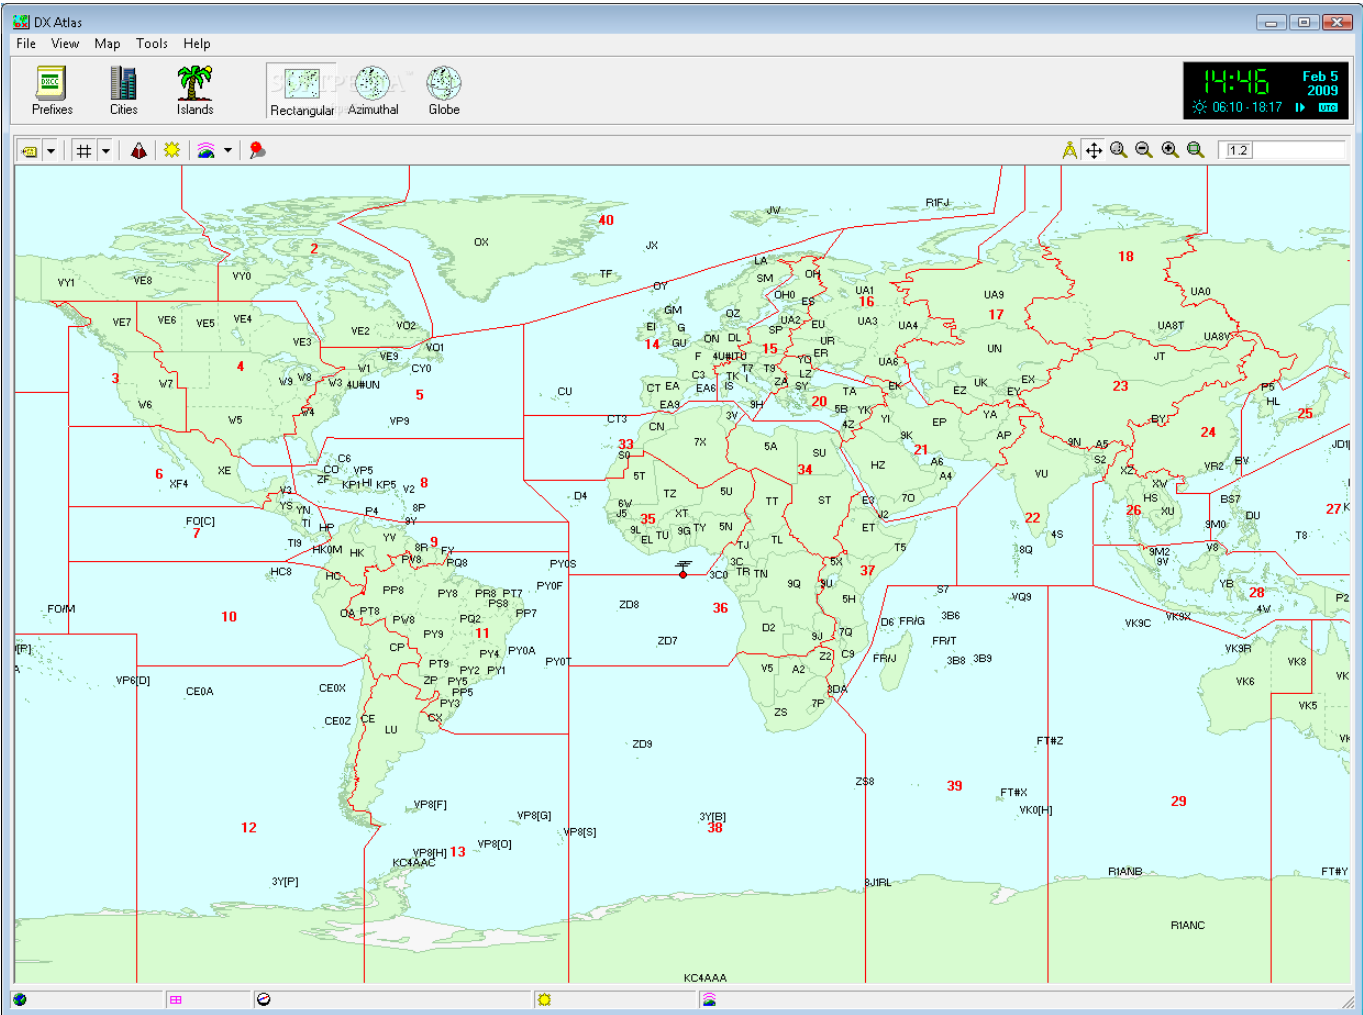 DX Atlas
File View Map Tools Help
14:46 Feb 5 2009
06:10 - 18:17 UTC
DXCC
Prefixes Cities Islands Rectangular Azimuthal Globe
1.2
R1FJ
JW
40
2 OX JX
18
LA
TF SM OH
VY1 VE8 VY0
OY OH0 UA1 UA9 UA0
16
GM ES
VE7 VE6 VE5 VE4 VE2 VO2 EI G OZ UA2 EU UA3 UA4 17 UA8T
SP UA8V
VE3 VO1 14 GU ON DL 15 UR UN
VE9 F 4U#ITU YO ER UA6 JT
4 W1 CY0
3 W7 W9 W8 W3 4U#UN C3 TK T7 T9 LZ UK EX 23
5 CU CT EA EA6 IS I ZA SY TA EK EZ EY P5
W6 W4 EA9 9H 20 HL
W5 VP9 CT3 3V 5B YK YI EP YA BY 25
CN 4Z 24
33 7X 5A SU 9K 21 AP 9N A5 JD1
6 XE C6 S0 34 HZ A6 S2 XZ VR2 BV
XF4 CO VP5 8 5T A4 VU XW
ZF KP1 HI KP5 V2 D4 TZ 5U TT ST 7O HS BS7
V3 6W E3 XU
YS YN P4 8P J5 35 XT 22 26 27
FO[C] TI HP 9Y 9L TU 9G TY 5N J2 DU
7 YV EL ET 4S 9M0 T8
TI9 HK0M HK 8R 9 FY TJ TL T5 8Q 9M2 V8
PV8 PQ8 PY0S 3C 5X 37 9V
HC8 HC 3C0 TR TN
PP8 PY8 PR8 PT7 PY0F 9Q 9U S7 YB 28
FO/M OA PT8 PS8 ZD8 36 5H VQ9 4W P2
10 PW8 PQ2 PP7 3B6
PY9 11 ZD7 D2 7Q D6 FR/G VK9C VK9X
CP PY4 PY0A 9J FR/T
PT9 PY2 PY1 PY0T Z2 C9 FR/J 3B8 3B9 VK9R VK8
VP6[D] CE0A CE0X ZP PY5 V5 A2 VK6
PP5 3DA
CE0Z CE PY3 ZS 7P VK5
CX
LU
ZD9 FT#Z
ZS8 39
FT#X 29
VP8[F] VK0[H]
VP8[G] 3Y[B]
12 VP8[S] 38
VP8[O]
VP8[H] 13
KC4AAC
3Y[P] 8J1RL R1ANB FT#Y
R1ANC
KC4AAA